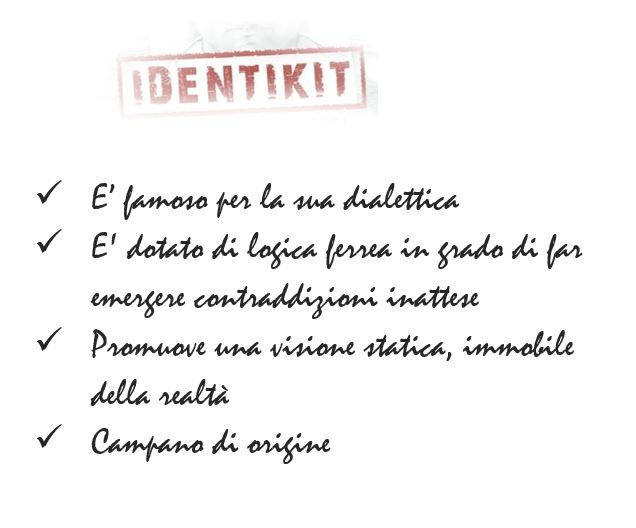 IDENTIKIT
✓ E' famoso per la sua dialettica
✓ E' dotato di logica ferrea in grado di far
emergere contraddizioni inattese
✓ Promuove una visione statica, immobile
della realtà
✓ Campano di origine